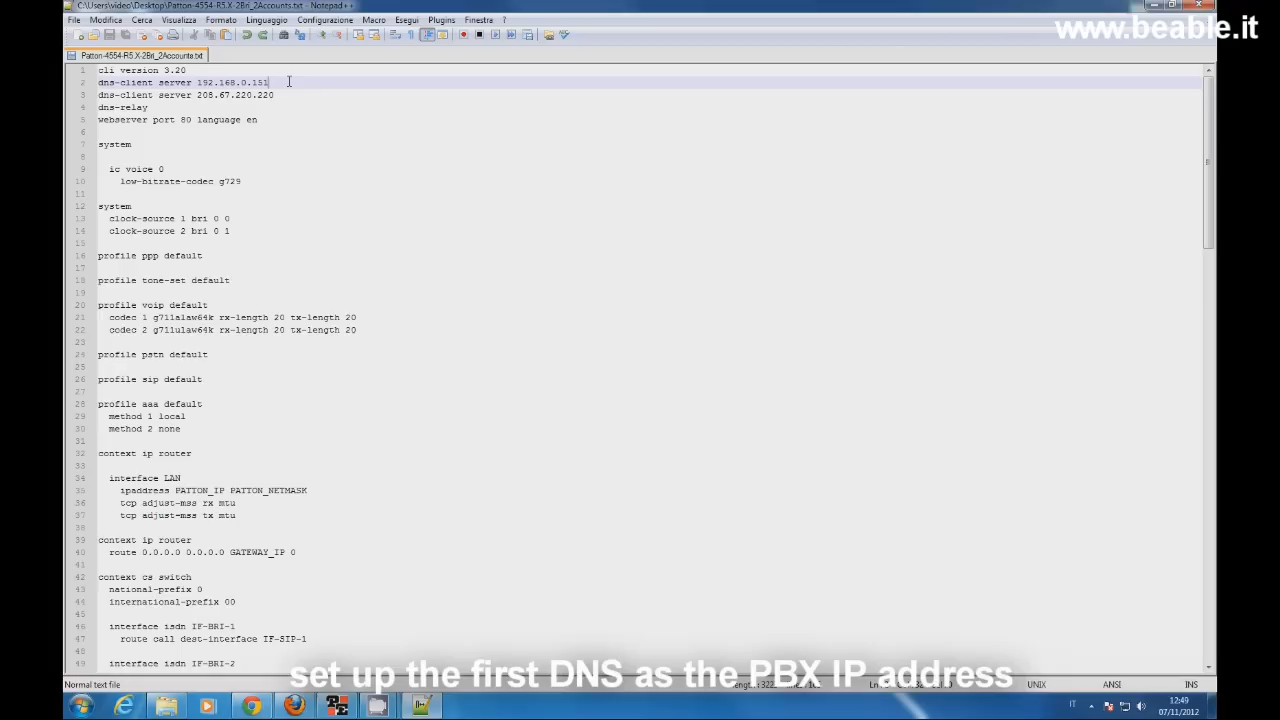 C:\Users\video\Desktop\Patton-4554-R5.X-2Bri_2Accounts.txt - Notepad++
www.beable.it
File Modifica Cerca Visualizza Formato Linguaggio Configurazione Macro Esegui Plugins Finestra ?
Patton-4554-R5.X-2Bri_2Accounts.txt
1 cli version 3.20
2 dns-client server 192.168.0.151
3 dns-client server 208.67.220.220
4 dns-relay
5 webserver port 80 language en
6
7 system
8
9 ic voice 0
10 low-bitrate-codec g729
11
12 system
13 clock-source 1 bri 0 0
14 clock-source 2 bri 0 1
15
16 profile ppp default
17
18 profile tone-set default
19
20 profile voip default
21 codec 1 g711alaw64k rx-length 20 tx-length 20
22 codec 2 g711ulaw64k rx-length 20 tx-length 20
23
24 profile pstn default
25
26 profile sip default
27
28 profile aaa default
29 method 1 local
30 method 2 none
31
32 context ip router
33
34 interface LAN
35 ipaddress PATTON_IP PATTON_NETMASK
36 tcp adjust-mss rx mtu
37 tcp adjust-mss tx mtu
38
39 context ip router
40 route 0.0.0.0 0.0.0.0 GATEWAY_IP 0
41
42 context cs switch
43 national-prefix 0
44 international-prefix 00
45
46 interface isdn IF-BRI-1
47 route call dest-interface IF-SIP-1
48
49 interface isdn IF-BRI-2
set up the first DNS as the PBX IP address
Normal text file
UNIX ANSI INS
IT
12:49
07/11/2012